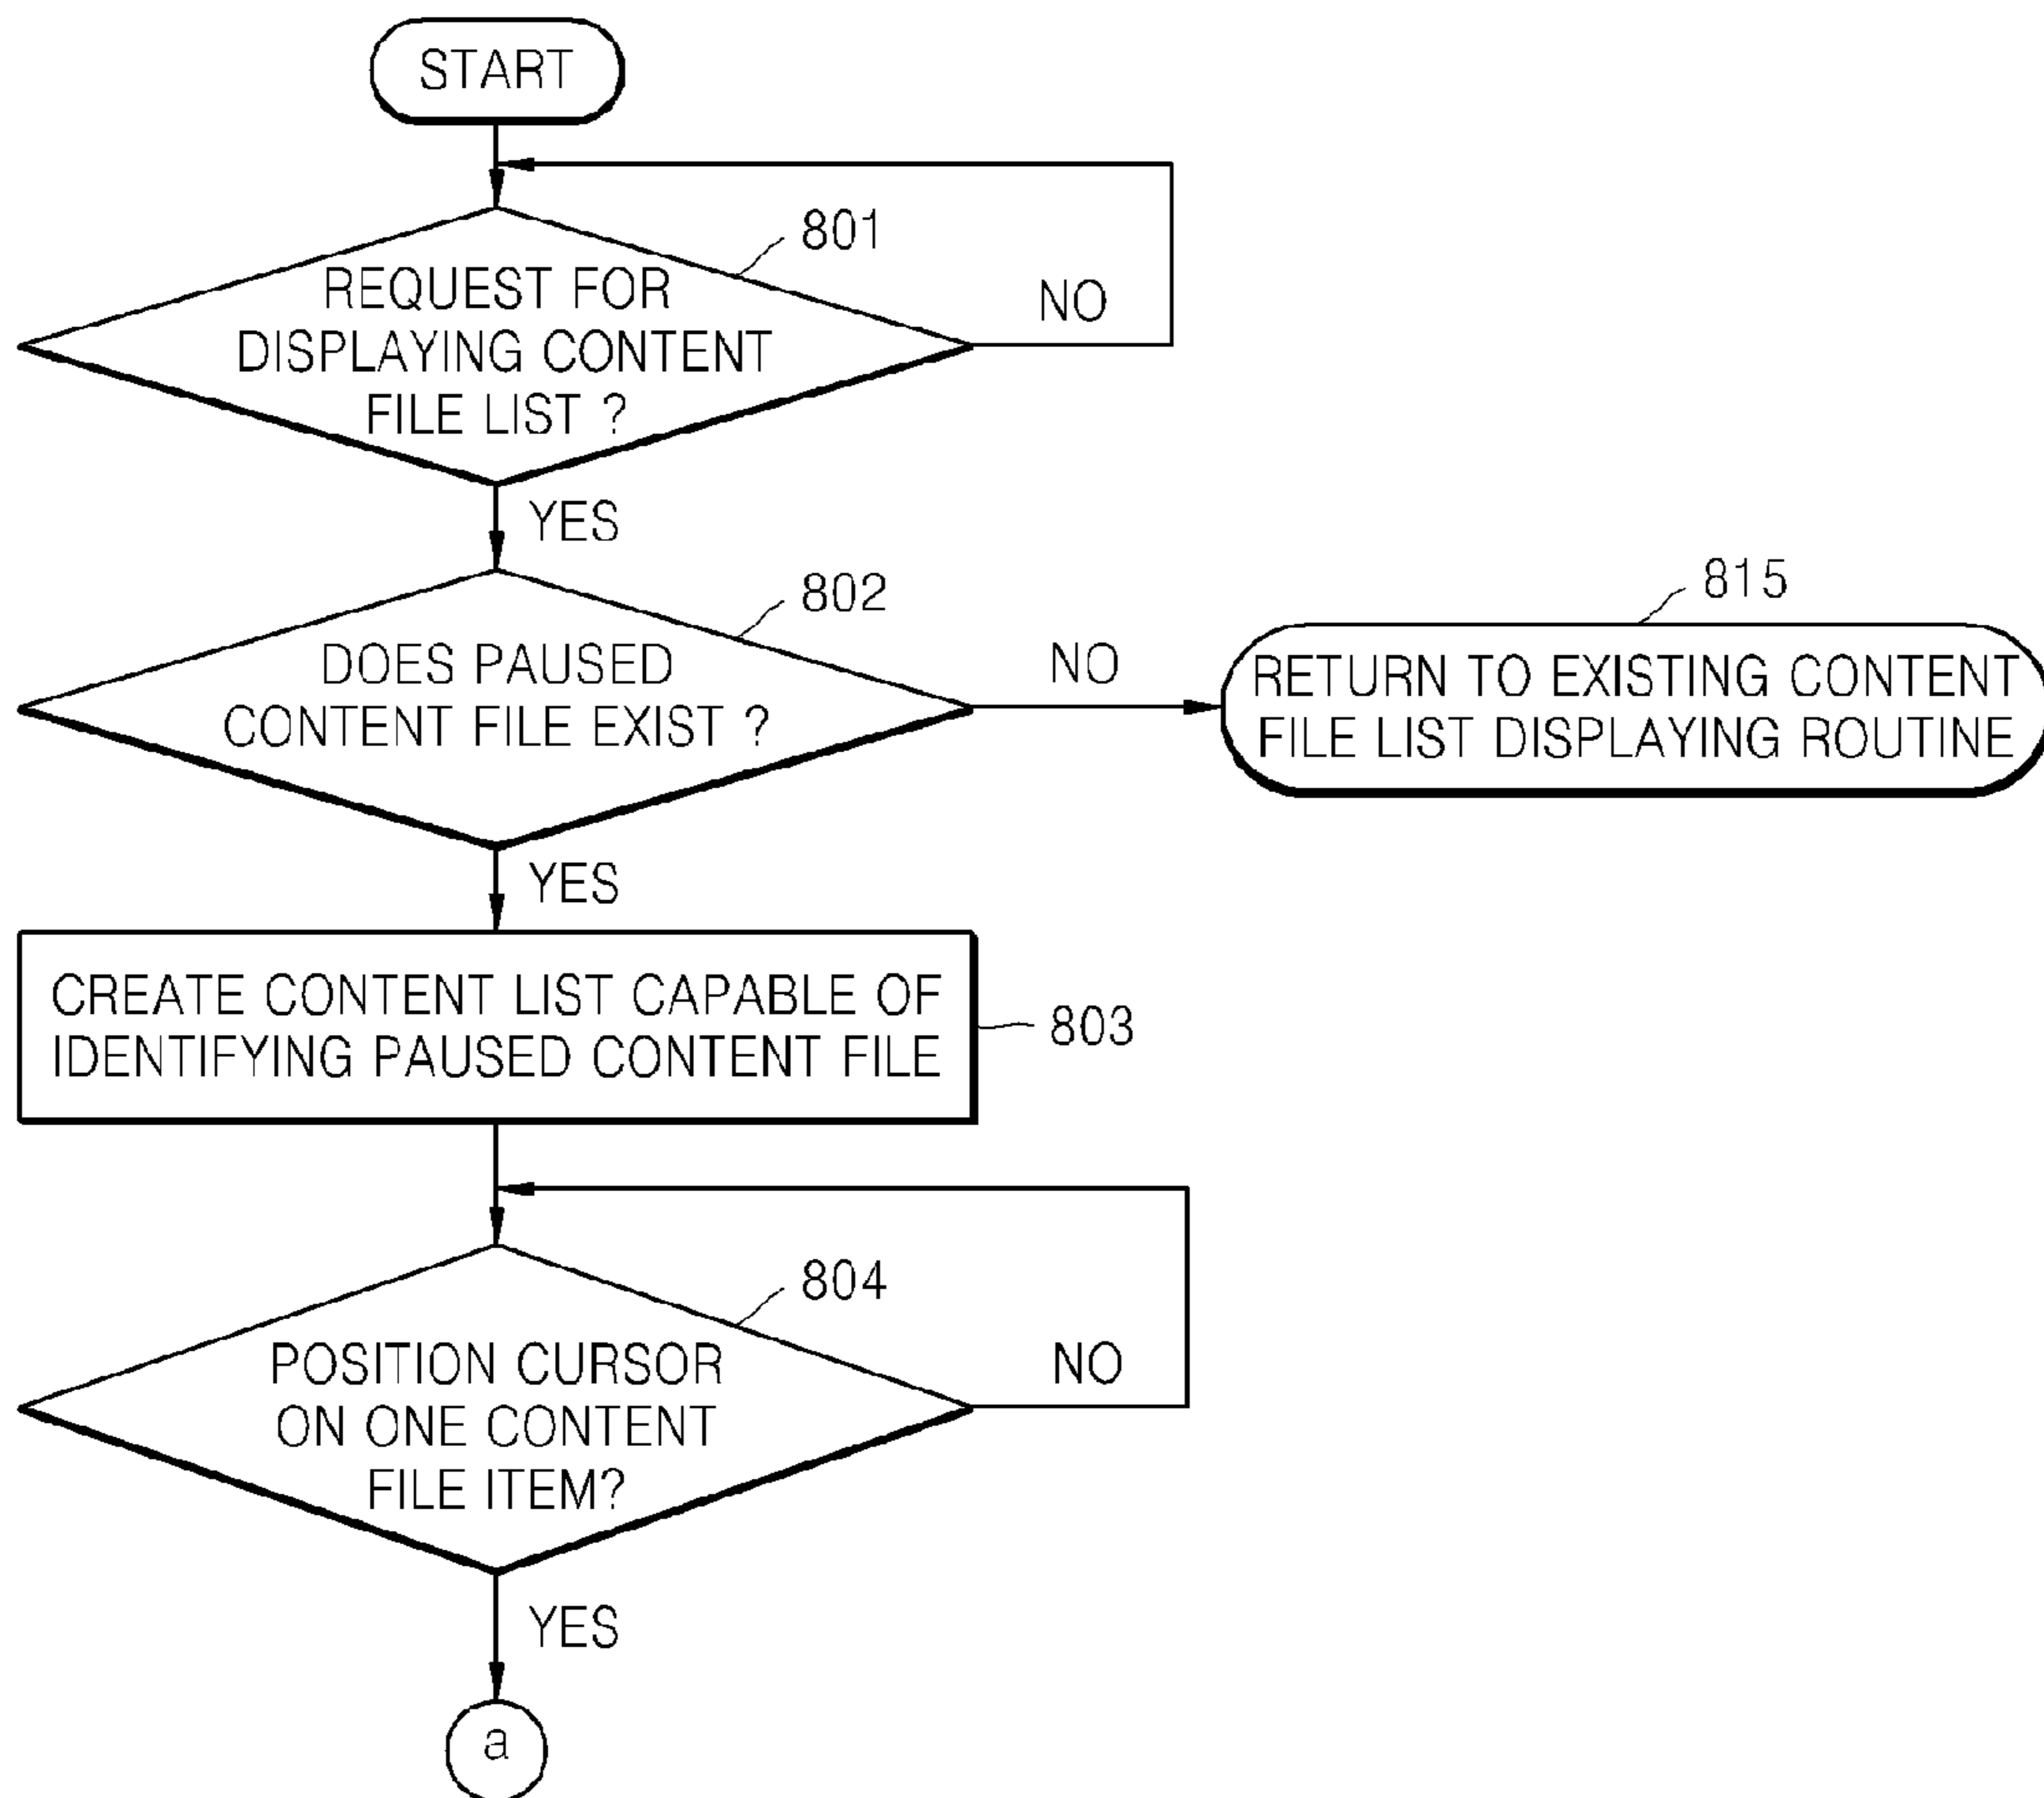 START
801
REQUEST FOR
DISPLAYING CONTENT
FILE LIST ?
NO
YES
802
DOES PAUSED
CONTENT FILE EXIST ?
NO
815
RETURN TO EXISTING CONTENT
FILE LIST DISPLAYING ROUTINE
YES
CREATE CONTENT LIST CAPABLE OF
IDENTIFYING PAUSED CONTENT FILE
803
804
POSITION CURSOR
ON ONE CONTENT
FILE ITEM?
NO
YES
a